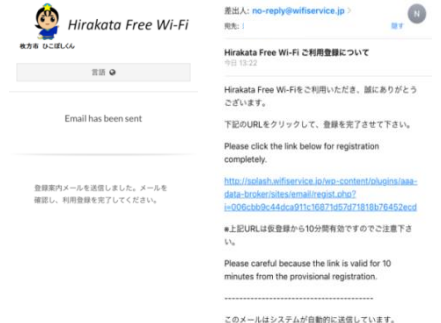 Hirakata Free Wi-Fi
枚方市 ひこぼしくん
言語
Email has been sent
登録案内メールを送信しました。メールを
確認し、利用登録を完了してください。
差出人: no-reply@wifiservice.jp >
N
宛先:
隠す
Hirakata Free Wi-Fi ご利用登録について
今日 13:22
Hirakata Free Wi-Fiをご利用いただき、誠にありがとう
ございます。
下記のURLをクリックして、登録を完了させて下さい。
Please click the link below for registration
completely.
http://splash.wifiservice.jp/wp-content/plugins/aaa-
data-broker/sites/email/regist.php?
i=006cbb9c44dca911c16871d57d71818b76452ecd
※上記URLは仮登録から10分間有効ですのでご注意下さ
い。
Please careful because the link is valid for 10
minutes from the provisional registration.
----------------------------------------
このメールはシステムが自動的に送信しています。